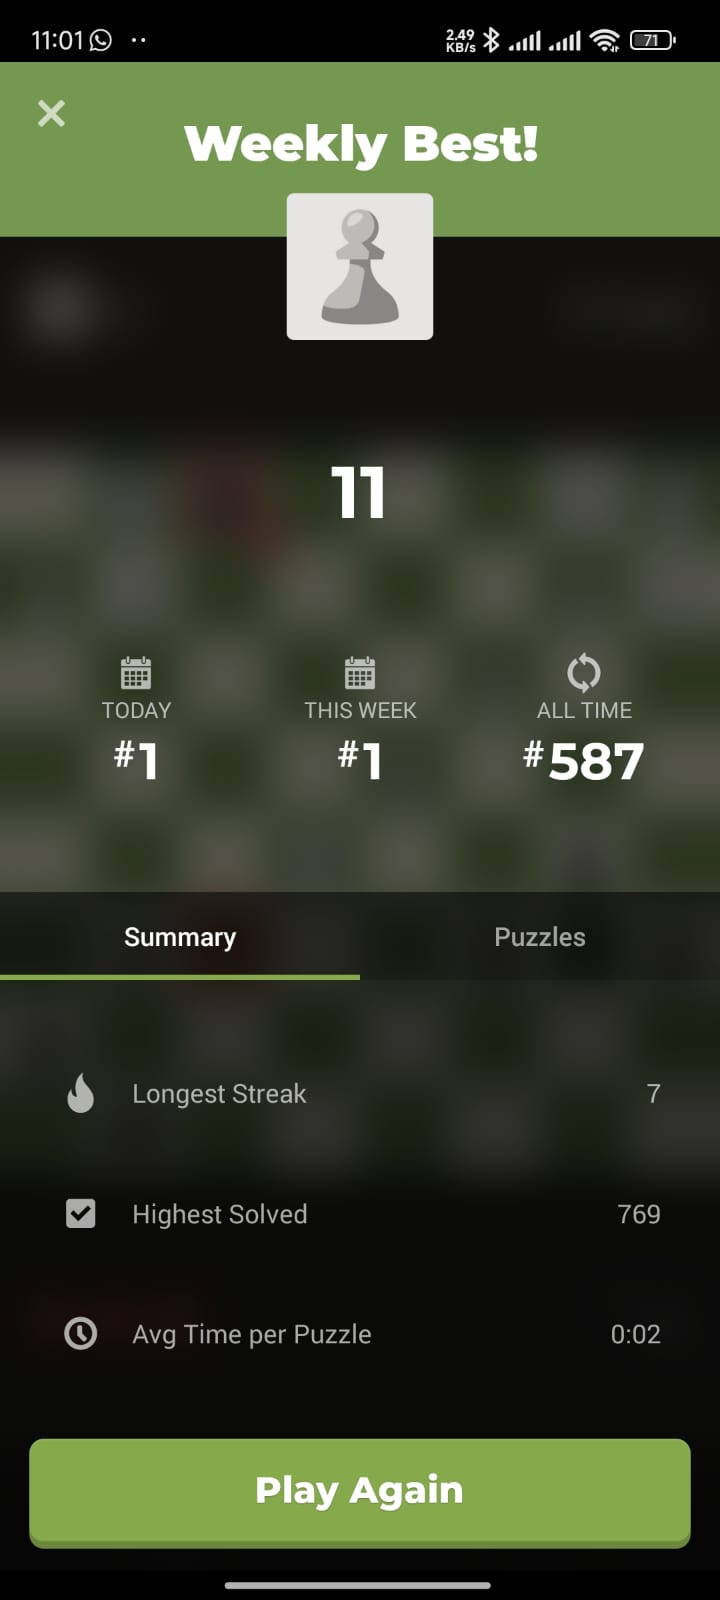 11:01
2.49
KB/s
71
Weekly Best!
11
TODAY
THIS WEEK
ALL TIME
#1
#1
#587
Summary
Puzzles
Longest Streak
7
Highest Solved
769
Avg Time per Puzzle
0:02
Play Again